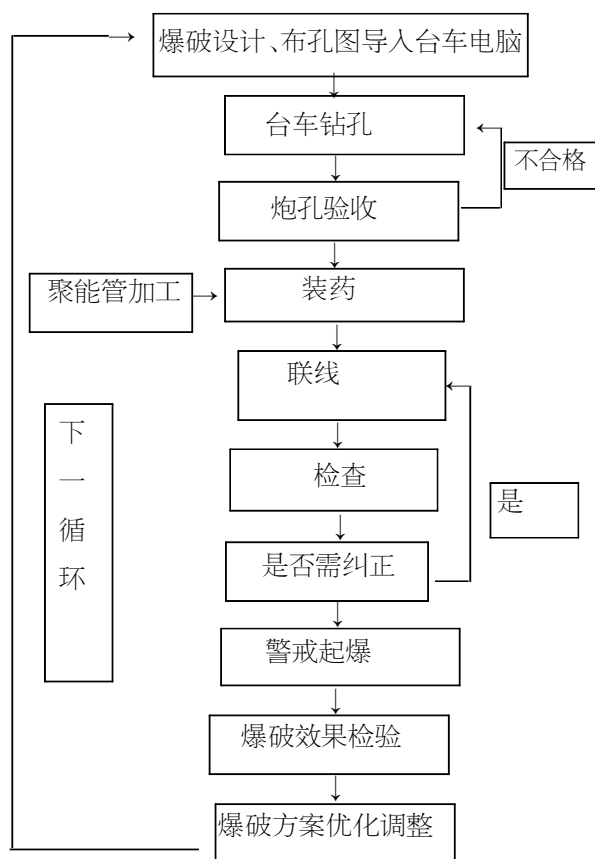 爆破设计、布孔图导入台车电脑
台车钻孔
不合格
炮孔验收
聚能管加工
装药
联线
下
一
循
环
检查
是
是否需纠正
警戒起爆
爆破效果检验
爆破方案优化调整